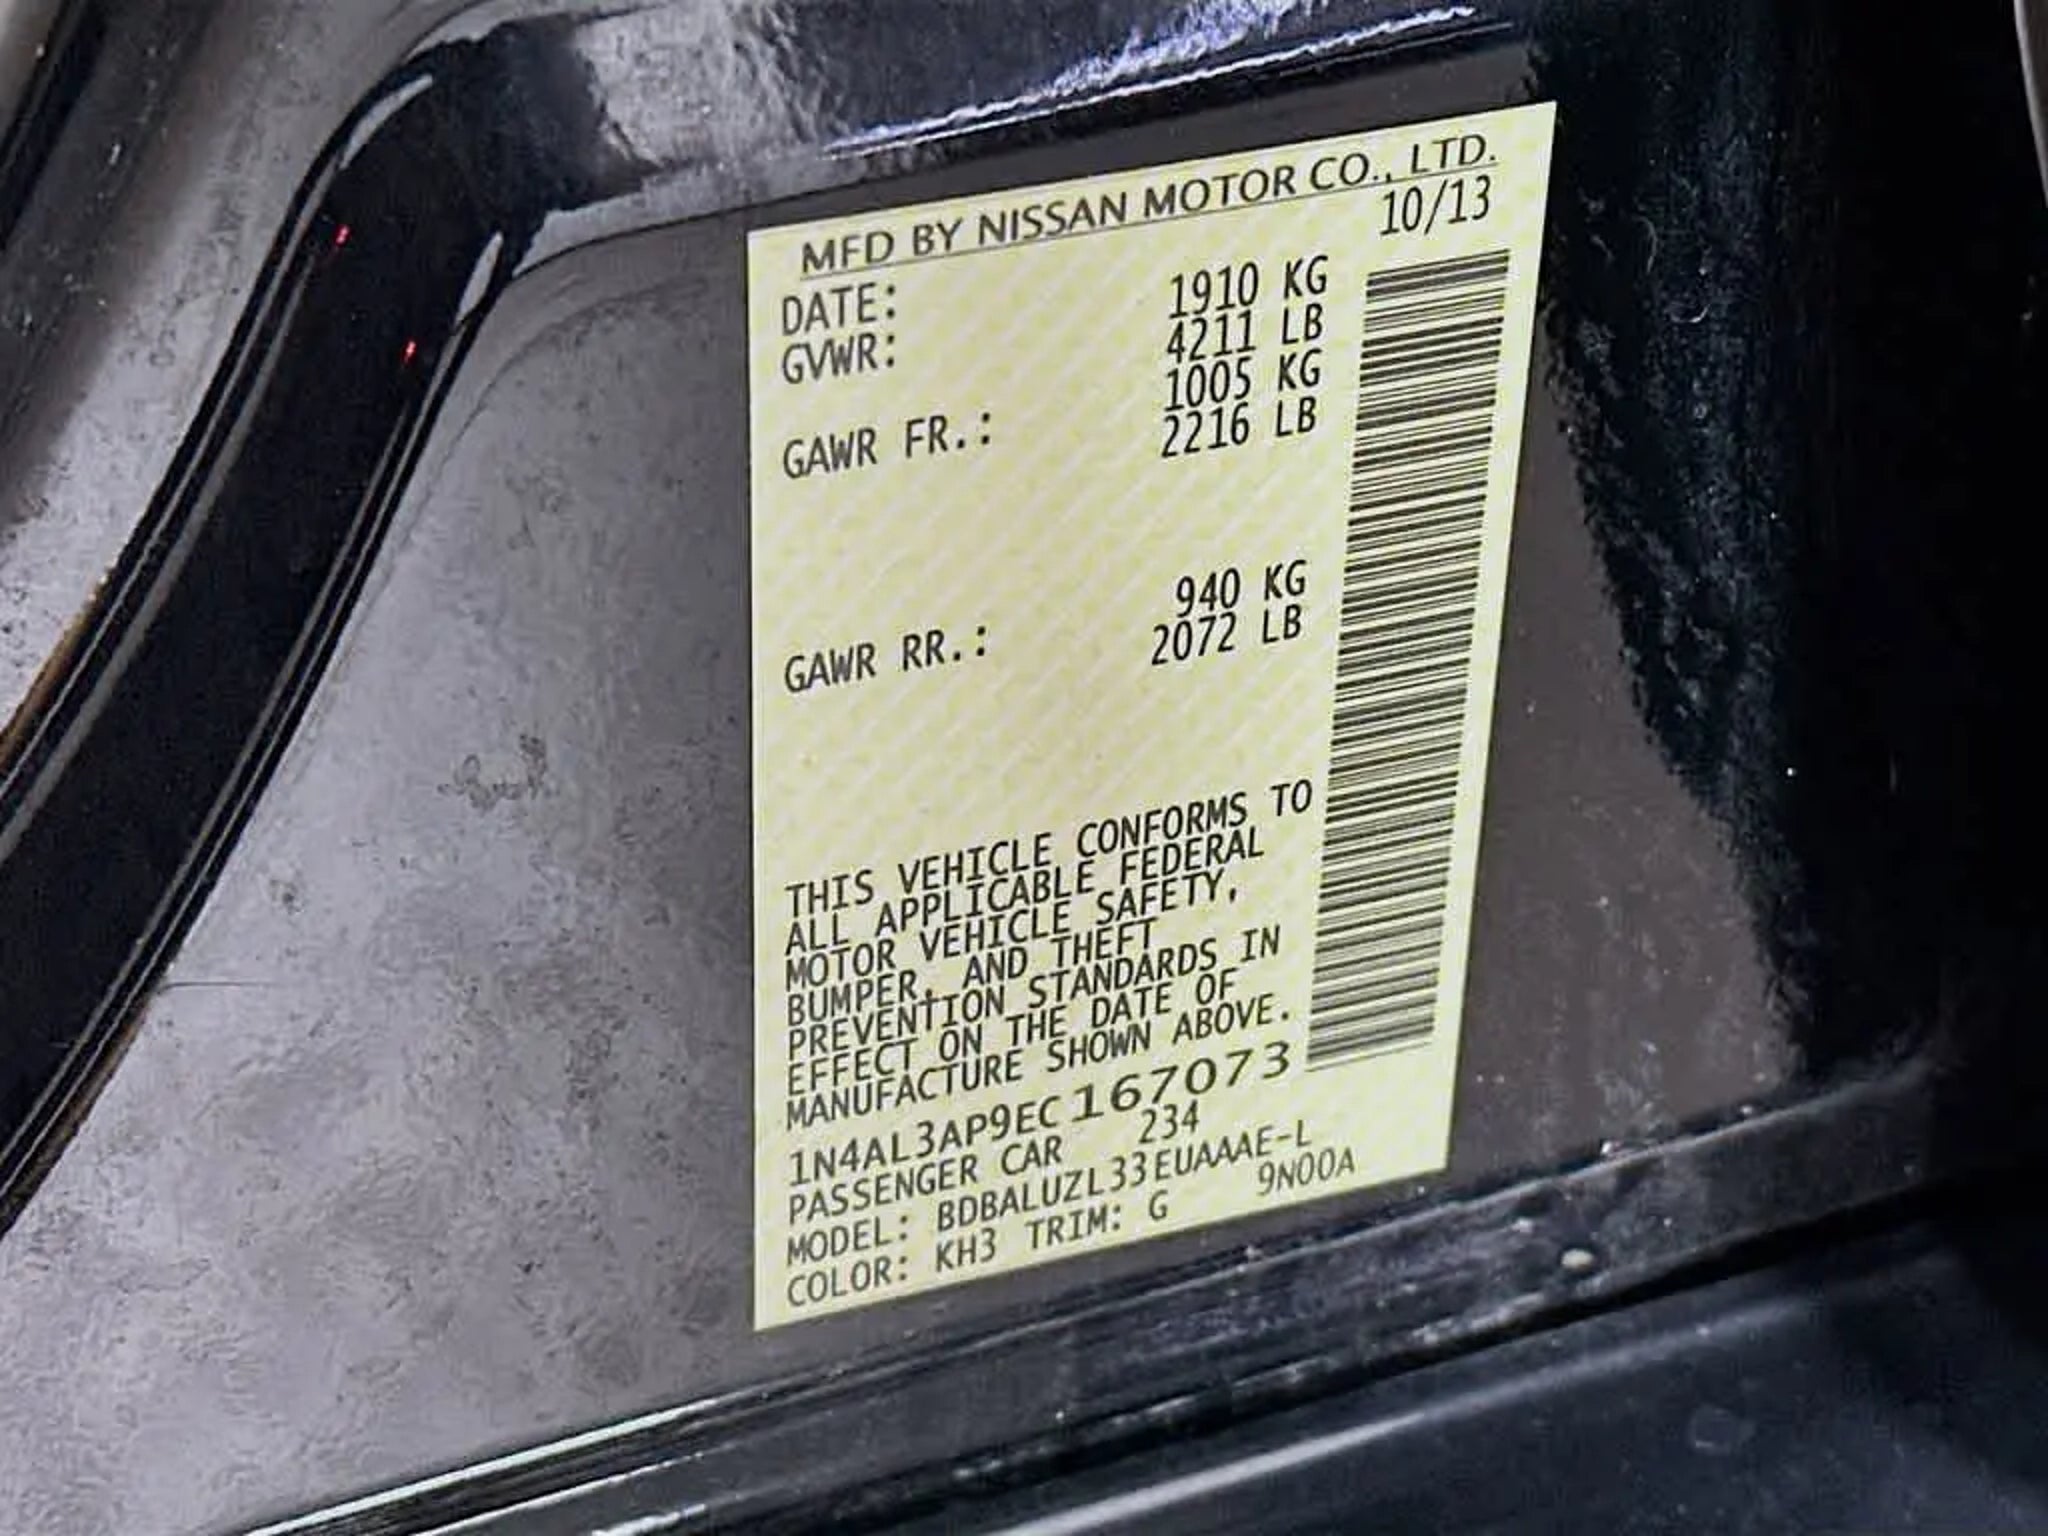 MFD BY NISSAN MOTOR CO., LTD.
DATE: 10/13
GVWR: 1910 KG
4211 LB
GAWR FR.: 1005 KG
2216 LB
GAWR RR.: 940 KG
2072 LB
THIS VEHICLE CONFORMS TO
ALL APPLICABLE FEDERAL
MOTOR VEHICLE SAFETY,
BUMPER, AND THEFT
PREVENTION STANDARDS IN
EFFECT ON THE DATE OF
MANUFACTURE SHOWN ABOVE.
1N4AL3AP9EC167073
PASSENGER CAR 234
MODEL: BDBALUZL33EUAAAE-L
COLOR: KH3 TRIM: G 9N00A